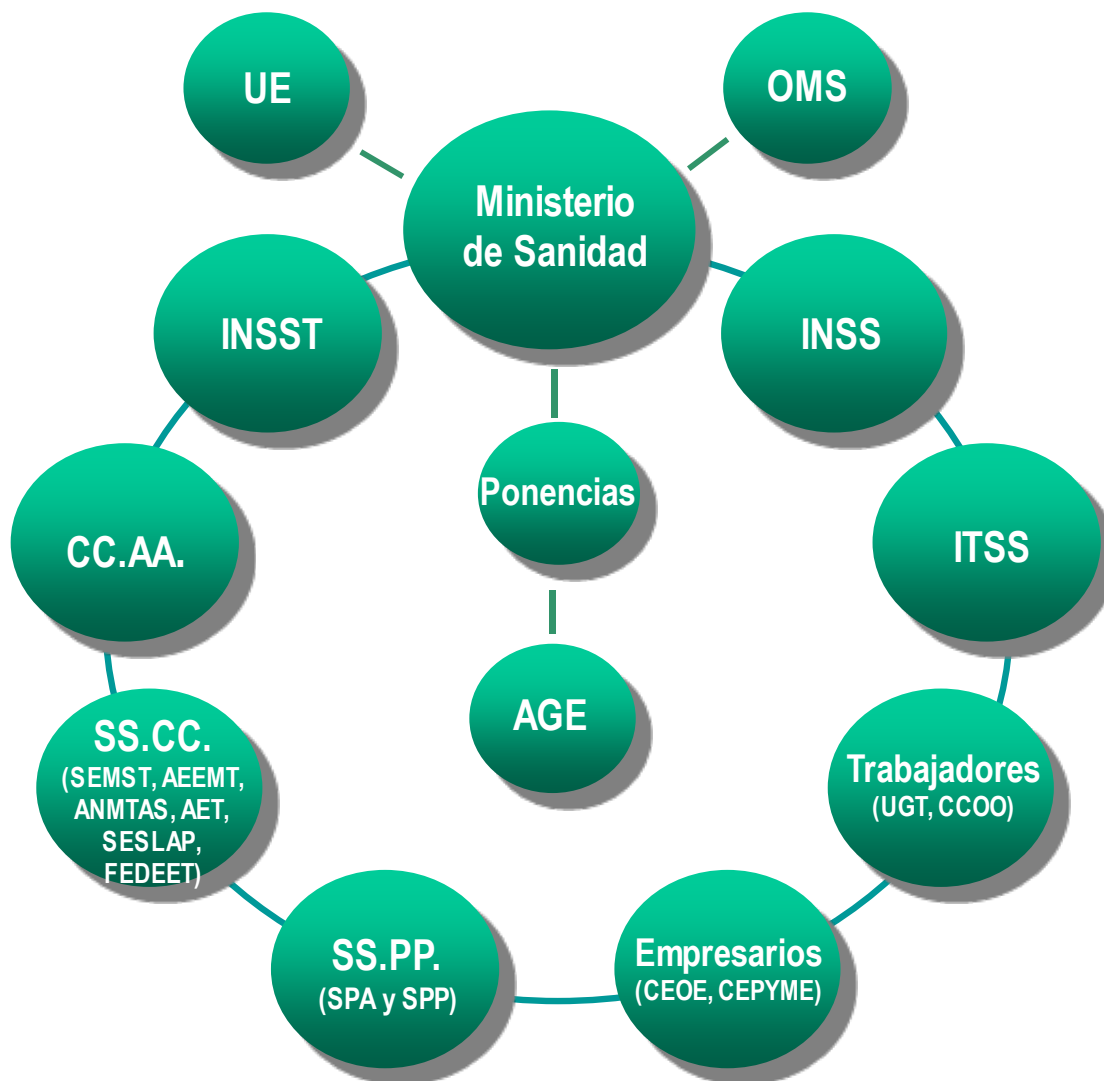 UE
OMS
Ministerio
de Sanidad
INSST
INSS
Ponencias
CC.AA.
ITSS
AGE
SS.CC.
(SEMST, AEEMT,
ANMTAS, AET,
SESLAP,
FEDEET)
Trabajadores
(UGT, CCOO)
SS.PP.
(SPA y SPP)
Empresarios
(CEOE, CEPYME)